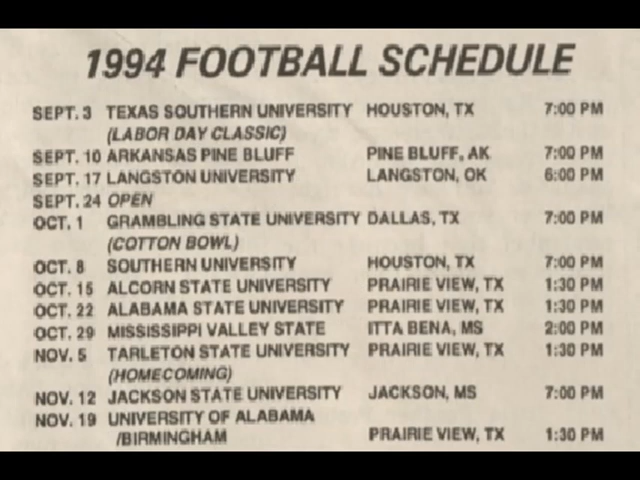 1994 FOOTBALL SCHEDULE
SEPT. 3 TEXAS SOUTHERN UNIVERSITY HOUSTON, TX 7:00 PM
(LABOR DAY CLASSIC)
SEPT. 10 ARKANSAS PINE BLUFF PINE BLUFF, AK 7:00 PM
SEPT. 17 LANGSTON UNIVERSITY LANGSTON, OK 6:00 PM
SEPT. 24 OPEN
OCT. 1 GRAMBLING STATE UNIVERSITY DALLAS, TX 7:00 PM
(COTTON BOWL)
OCT. 8 SOUTHERN UNIVERSITY HOUSTON, TX 7:00 PM
OCT. 15 ALCORN STATE UNIVERSITY PRAIRIE VIEW, TX 1:30 PM
OCT. 22 ALABAMA STATE UNIVERSITY PRAIRIE VIEW, TX 1:30 PM
OCT. 29 MISSISSIPPI VALLEY STATE ITTA BENA, MS 2:00 PM
NOV. 5 TARLETON STATE UNIVERSITY PRAIRIE VIEW, TX 1:30 PM
(HOMECOMING)
NOV. 12 JACKSON STATE UNIVERSITY JACKSON, MS 7:00 PM
NOV. 19 UNIVERSITY OF ALABAMA
/BIRMINGHAM PRAIRIE VIEW, TX 1:30 PM